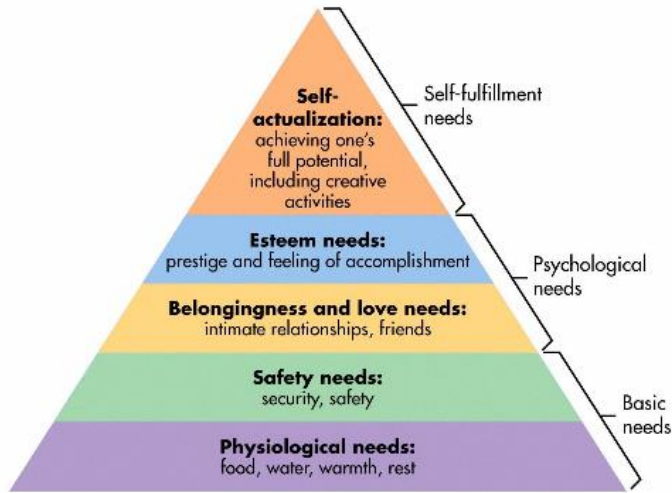 Self-
actualization:
achieving one's
full potential,
including creative
activities
Self-fulfillment
needs
Esteem needs:
prestige and feeling of accomplishment
Psychological
needs
Belongingness and love needs:
intimate relationships, friends
Safety needs:
security, safety
Basic
needs
Physiological needs:
food, water, warmth, rest